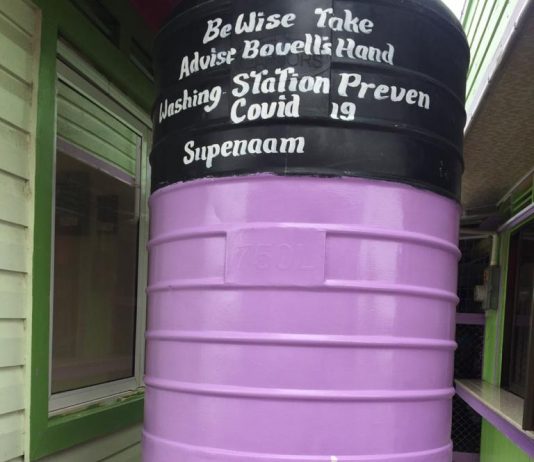 Be Wise Take
Advise Bovell's Hand
Washing Station Preven
Covid 19
Supenaam
750L